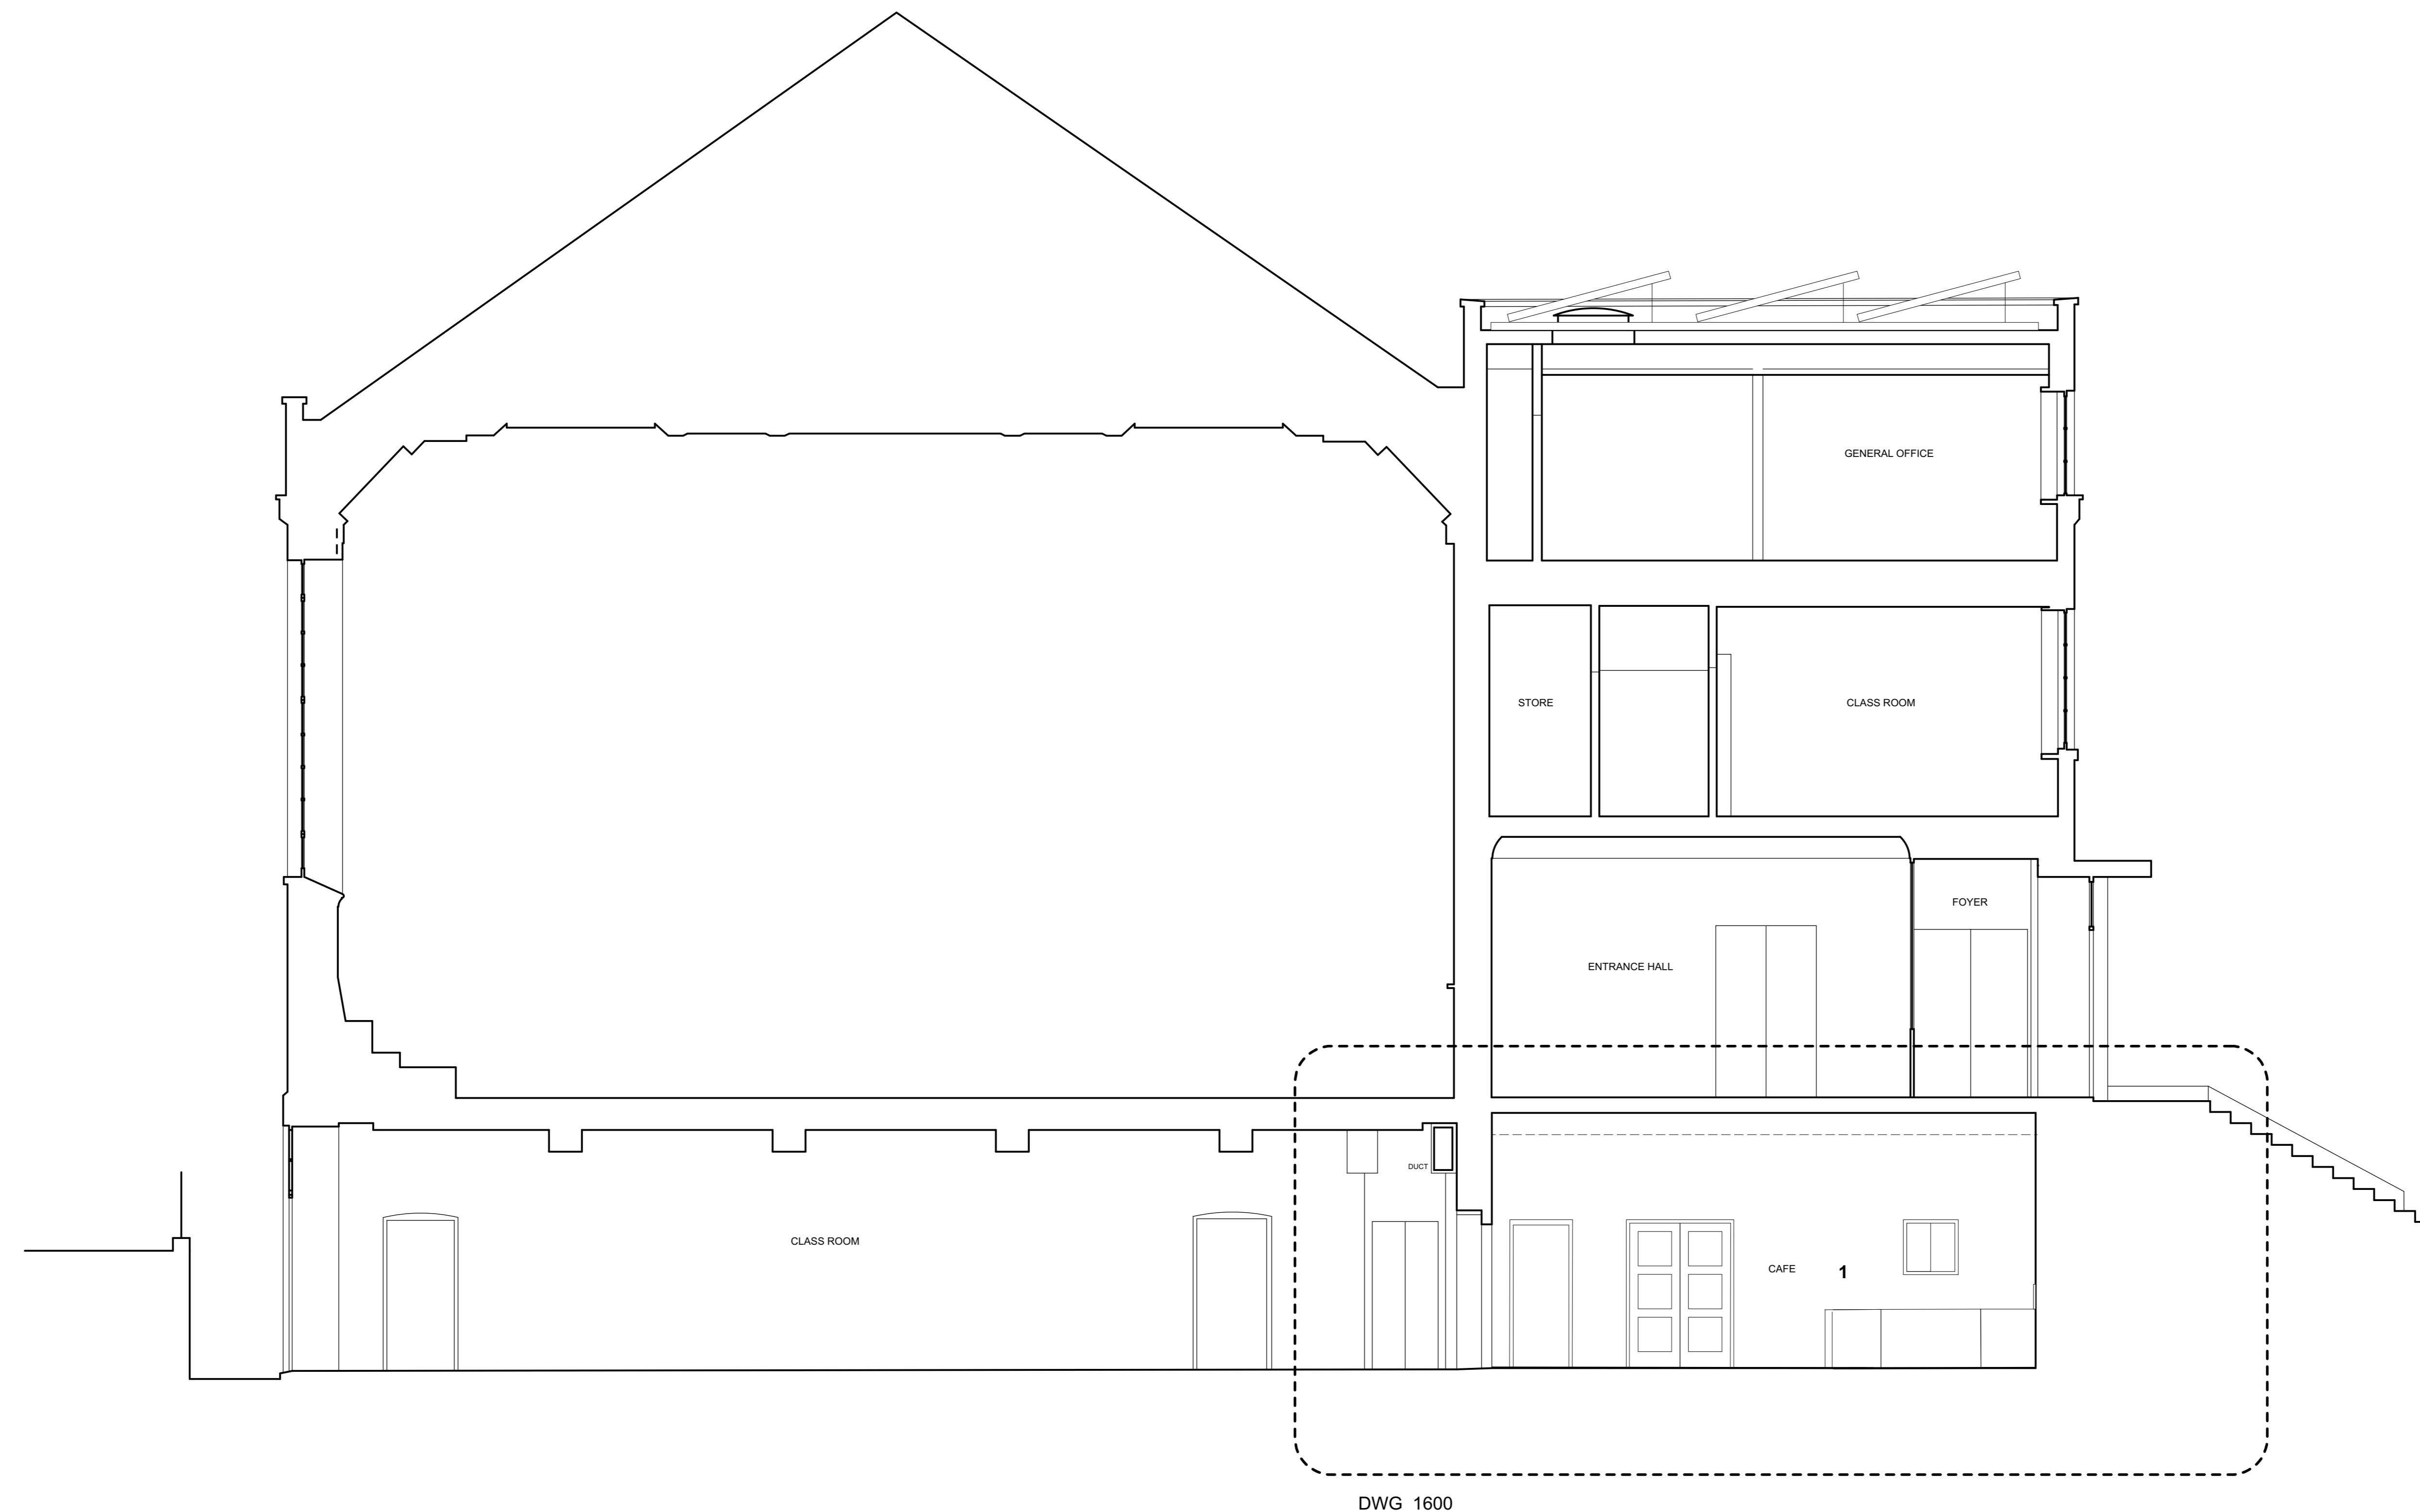 GENERAL OFFICE
STORE
CLASS ROOM
FOYER
ENTRANCE HALL
DUCT
CLASS ROOM
CAFE
1
DWG 1600